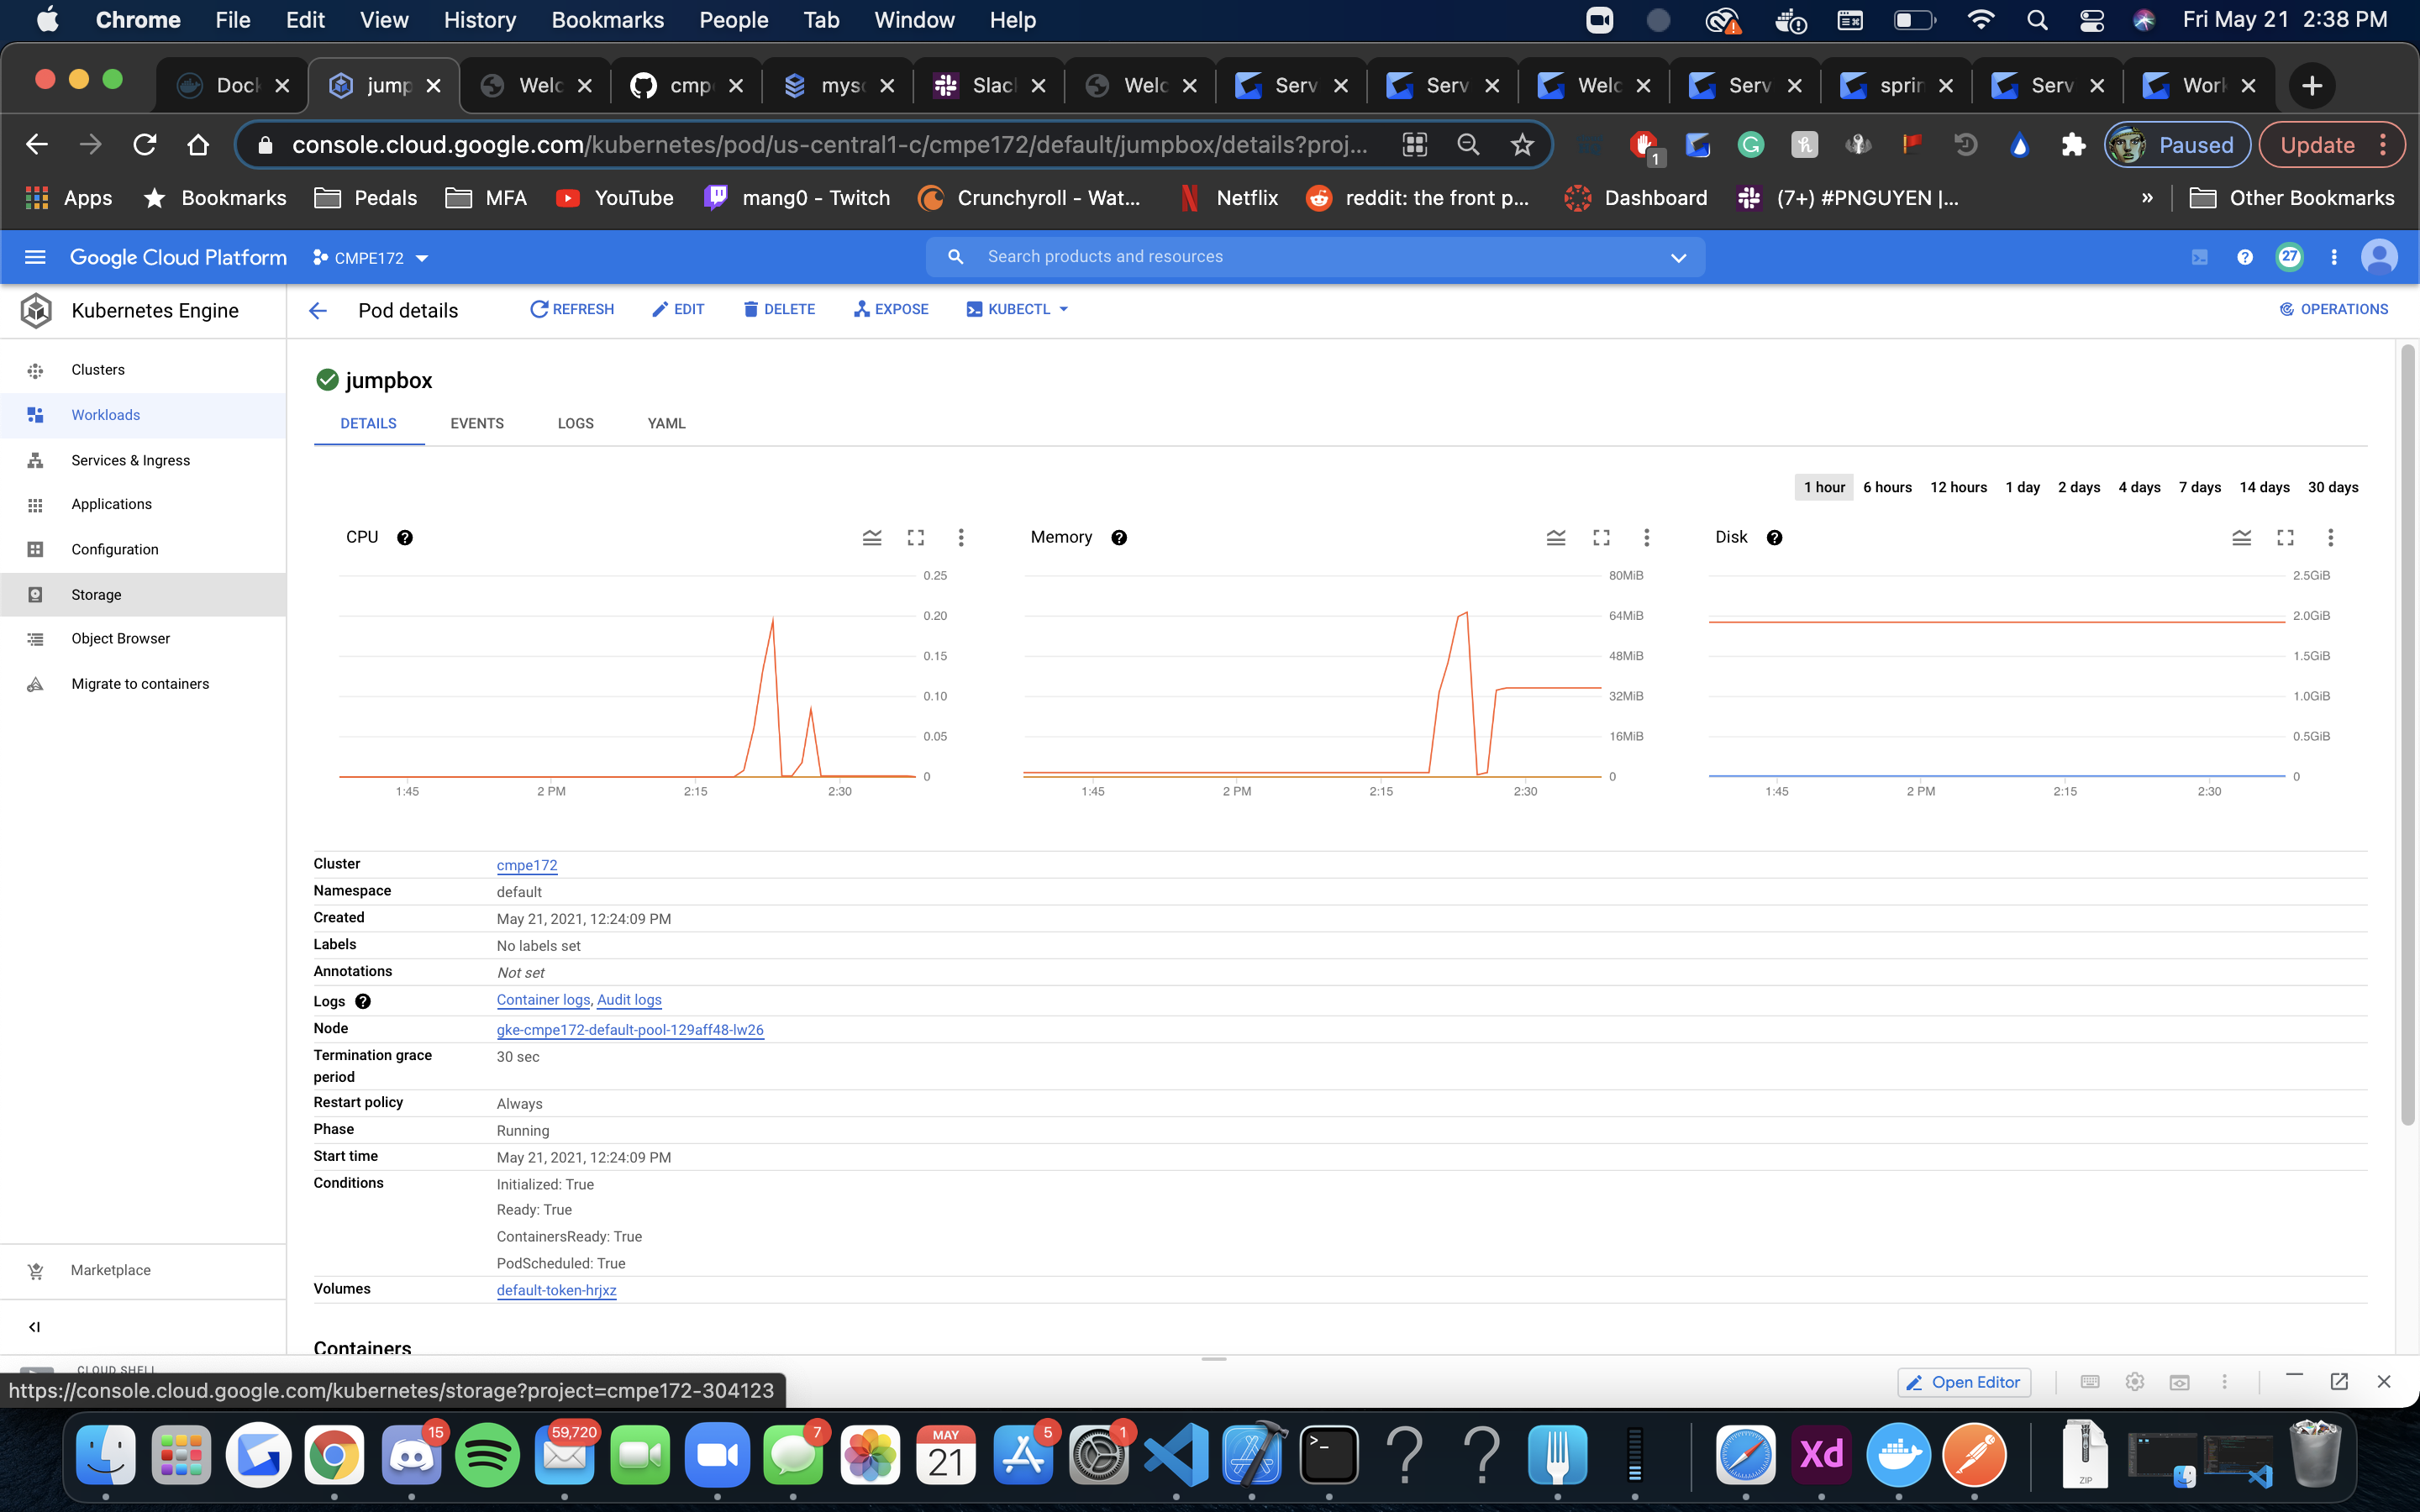 Chrome File Edit View History Bookmarks People Tab Window Help Fri May 21 2:38 PM
Dock jump Welc cmp mysq Slac Welc Serv Serv Welc Serv sprin Serv Work
console.cloud.google.com/kubernetes/pod/us-central1-c/cmpe172/default/jumpbox/details?proj... 1 Paused Update
Apps Bookmarks Pedals MFA YouTube mang0 - Twitch Crunchyroll - Wat... Netflix reddit: the front p... Dashboard (7+) #PNGUYEN |... » Other Bookmarks
Google Cloud Platform CMPE172 Search products and resources 27
Kubernetes Engine Pod details REFRESH EDIT DELETE EXPOSE KUBECTL OPERATIONS
Clusters
Workloads
Services & Ingress
Applications
Configuration
Storage
Object Browser
Migrate to containers
Marketplace
jumpbox
DETAILS EVENTS LOGS YAML
1 hour 6 hours 12 hours 1 day 2 days 4 days 7 days 14 days 30 days
CPU
0.25
0.20
0.15
0.10
0.05
0
1:45 2 PM 2:15 2:30
Memory
80MiB
64MiB
48MiB
32MiB
16MiB
0
1:45 2 PM 2:15 2:30
Disk
2.5GiB
2.0GiB
1.5GiB
1.0GiB
0.5GiB
0
1:45 2 PM 2:15 2:30
Cluster cmpe172
Namespace default
Created May 21, 2021, 12:24:09 PM
Labels No labels set
Annotations Not set
Logs Container logs, Audit logs
Node gke-cmpe172-default-pool-129aff48-lw26
Termination grace period 30 sec
Restart policy Always
Phase Running
Start time May 21, 2021, 12:24:09 PM
Conditions Initialized: True
Ready: True
ContainersReady: True
PodScheduled: True
Volumes default-token-hrjxz
Containers
CLOUD SHELL
Open Editor
https://console.cloud.google.com/kubernetes/storage?project=cmpe172-304123
15 59,720 7 MAY 21 5 1 Xd ZIP